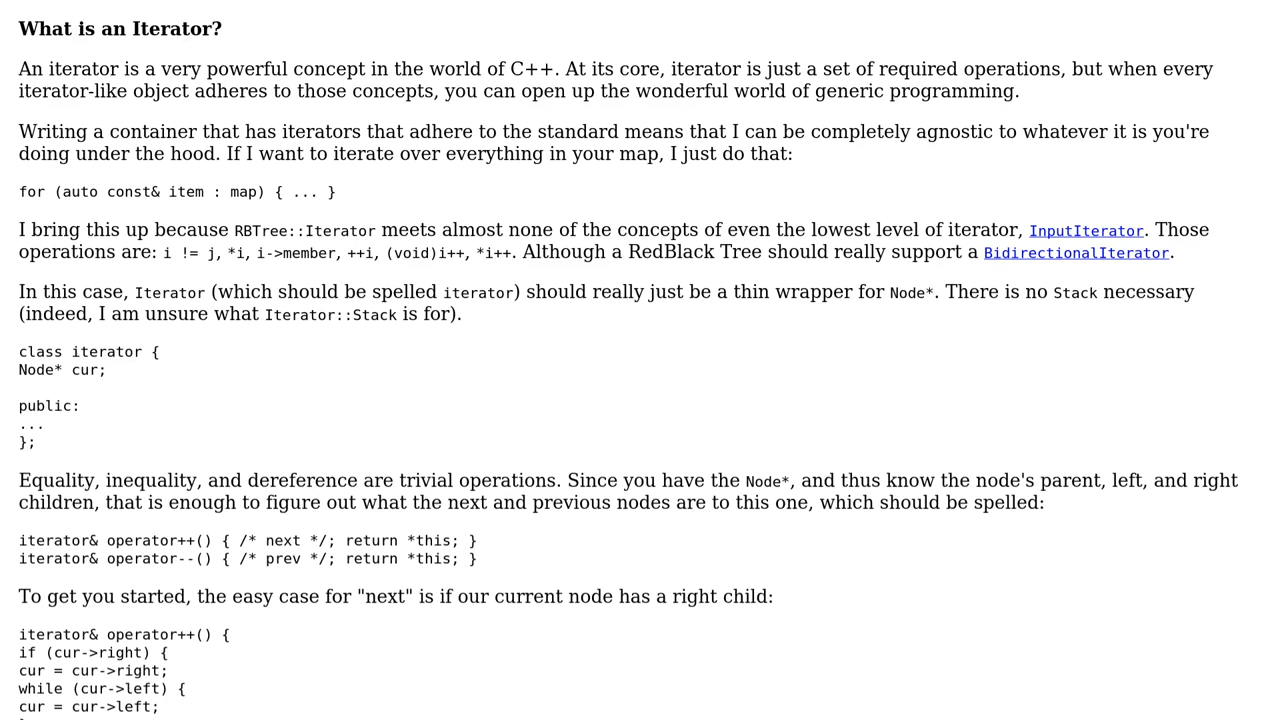 What is an Iterator?
An iterator is a very powerful concept in the world of C++. At its core, iterator is just a set of required operations, but when every
iterator-like object adheres to those concepts, you can open up the wonderful world of generic programming.
Writing a container that has iterators that adhere to the standard means that I can be completely agnostic to whatever it is you're
doing under the hood. If I want to iterate over everything in your map, I just do that:
for (auto const& item : map) { ... }
I bring this up because RBTree::Iterator meets almost none of the concepts of even the lowest level of iterator, InputIterator. Those
operations are: i != j, *i, i->member, ++i, (void)i++, *i++. Although a RedBlack Tree should really support a BidirectionalIterator.
In this case, Iterator (which should be spelled iterator) should really just be a thin wrapper for Node*. There is no Stack necessary
(indeed, I am unsure what Iterator::Stack is for).
class iterator {
Node* cur;
public:
...
};
Equality, inequality, and dereference are trivial operations. Since you have the Node*, and thus know the node's parent, left, and right
children, that is enough to figure out what the next and previous nodes are to this one, which should be spelled:
iterator& operator++() { /* next */; return *this; }
iterator& operator--() { /* prev */; return *this; }
To get you started, the easy case for "next" is if our current node has a right child:
iterator& operator++() {
if (cur->right) {
cur = cur->right;
while (cur->left) {
cur = cur->left;